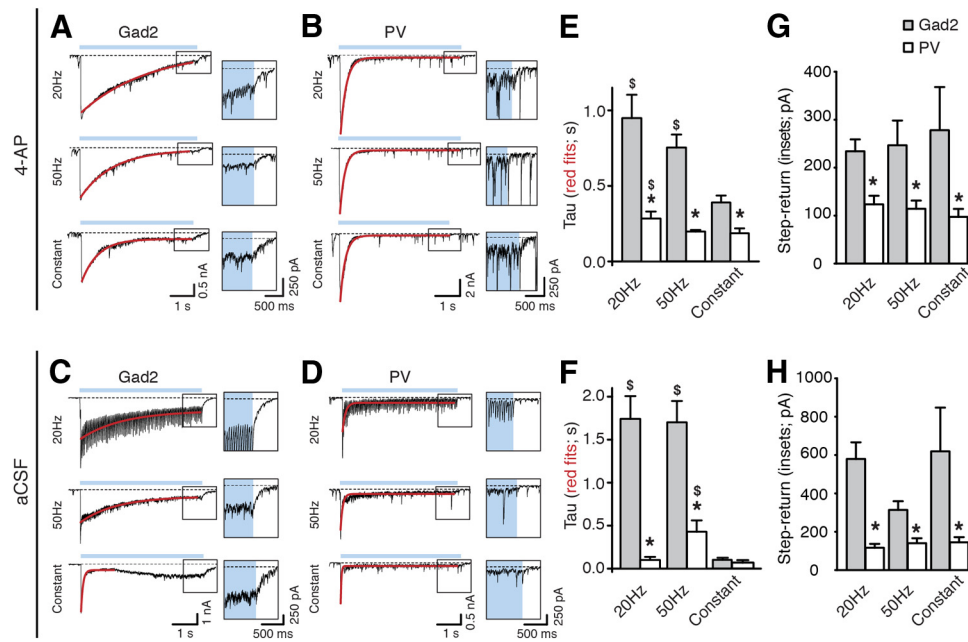 4-AP
A
Gad2
20Hz
50Hz
Constant
1 s
0.5 nA
500 ms
250 pA
B
PV
20Hz
50Hz
Constant
1 s
2 nA
500 ms
250 pA
E
Tau (red fits; s)
1.0
0.5
0.0
$
$
$
*
*
*
20Hz
50Hz
Constant
G
Gad2
PV
Step-return (insets; pA)
400
300
200
100
0
*
*
*
20Hz
50Hz
Constant
aCSF
C
Gad2
20Hz
50Hz
Constant
1 s
1 nA
500 ms
250 pA
D
PV
20Hz
50Hz
Constant
1 s
0.5 nA
500 ms
250 pA
F
Tau (red fits; s)
2.0
1.5
1.0
0.5
0.0
$
$
$
*
*
20Hz
50Hz
Constant
H
Step-return (insets; pA)
1000
800
600
400
200
0
*
*
*
20Hz
50Hz
Constant